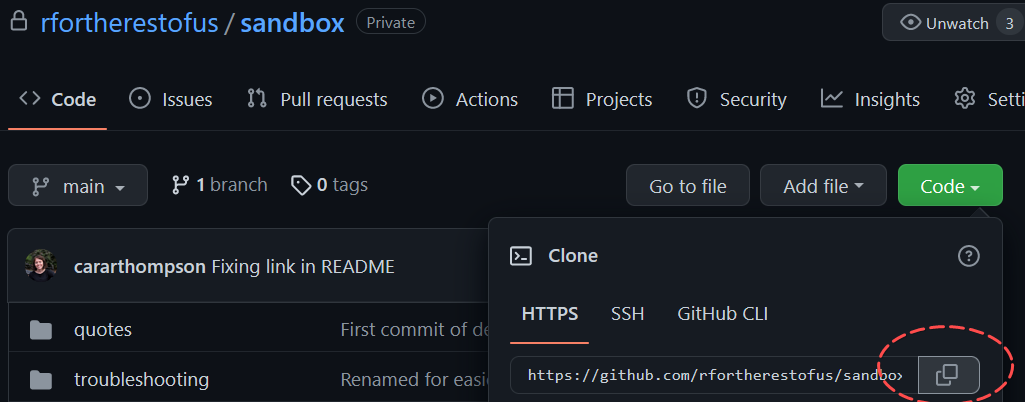 rfortherestofus / sandbox Private Unwatch 3
Code Issues Pull requests Actions Projects Security Insights Setti
main 1 branch 0 tags Go to file Add file Code
cararthompson Fixing link in README
Clone
HTTPS SSH GitHub CLI
quotes First commit of de
troubleshooting Renamed for easi
https://github.com/rfortherestofus/sandbo